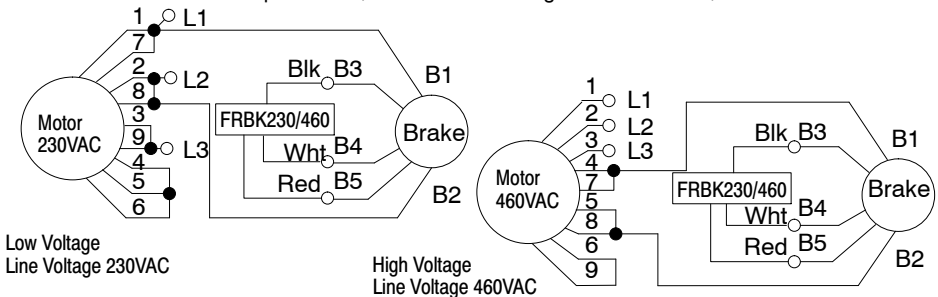 1
L1
7
2
L2
8
3
9
L3
4
5
6
Motor
230VAC
FRBK230/460
Blk B3
Wht B4
Red B5
B1
Brake
B2
Low Voltage
Line Voltage 230VAC
1
L1
2
L2
3
L3
4
7
5
8
6
9
Motor
460VAC
FRBK230/460
Blk B3
Wht B4
Red B5
B1
Brake
B2
High Voltage
Line Voltage 460VAC